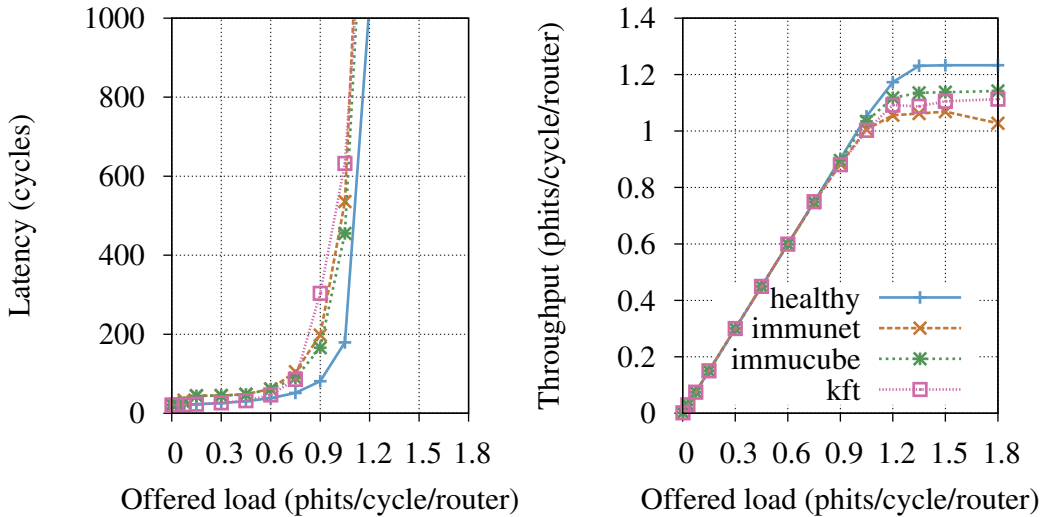 1000
800
600
400
200
0
Latency (cycles)
0 0.3 0.6 0.9 1.2 1.5 1.8
Offered load (phits/cycle/router)
1.4
1.2
1
0.8
0.6
0.4
0.2
0
Throughput (phits/cycle/router)
healthy
immunet
immucube
kft
0 0.3 0.6 0.9 1.2 1.5 1.8
Offered load (phits/cycle/router)